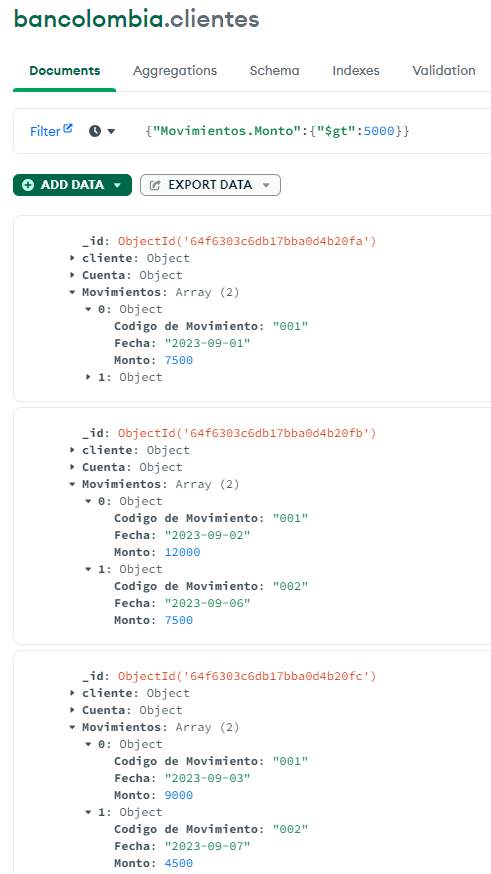 bancolombia.clientes
Documents Aggregations Schema Indexes Validation
Filter {"Movimientos.Monto":{"$gt":5000}}
ADD DATA EXPORT DATA
_id: ObjectId('64f6303c6db17bba0d4b20fa')
cliente: Object
Cuenta: Object
Movimientos: Array (2)
0: Object
Codigo de Movimiento: "001"
Fecha: "2023-09-01"
Monto: 7500
1: Object
_id: ObjectId('64f6303c6db17bba0d4b20fb')
cliente: Object
Cuenta: Object
Movimientos: Array (2)
0: Object
Codigo de Movimiento: "001"
Fecha: "2023-09-02"
Monto: 12000
1: Object
Codigo de Movimiento: "002"
Fecha: "2023-09-06"
Monto: 7500
_id: ObjectId('64f6303c6db17bba0d4b20fc')
cliente: Object
Cuenta: Object
Movimientos: Array (2)
0: Object
Codigo de Movimiento: "001"
Fecha: "2023-09-03"
Monto: 9000
1: Object
Codigo de Movimiento: "002"
Fecha: "2023-09-07"
Monto: 4500